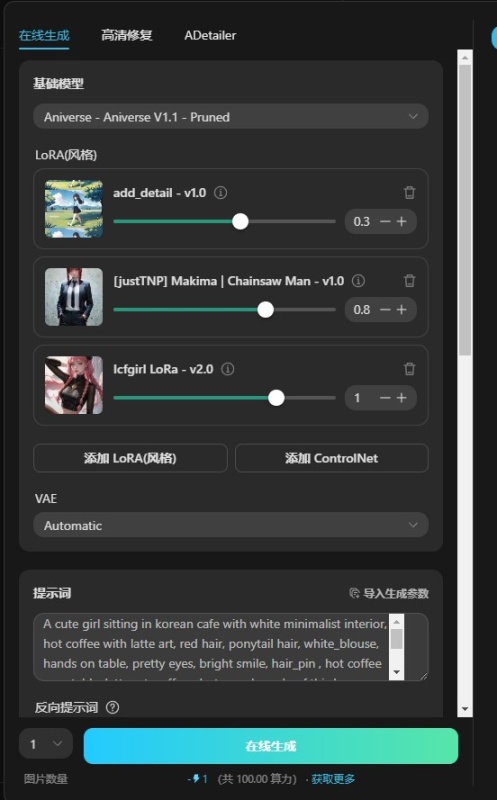 在线生成 高清修复 ADetailer
基础模型
Aniverse - Aniverse V1.1 - Pruned
LoRA(风格)
add_detail - v1.0
0.3
[justTNP] Makima | Chainsaw Man - v1.0
0.8
Icfgirl LoRa - v2.0
1
添加 LoRA(风格) 添加 ControlNet
VAE
Automatic
提示词 导入生成参数
A cute girl sitting in korean cafe with white minimalist interior,
hot coffee with latte art, red hair, ponytail hair, white_blouse,
hands on table, pretty eyes, bright smile, hair_pin , hot coffee
反向提示词
1 在线生成
图片数量 -1 (共 100.00 算力) · 获取更多